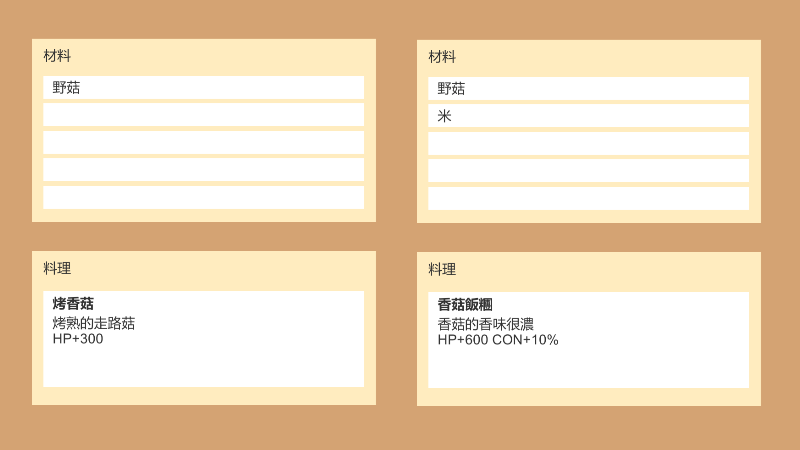 材料
野菇
料理
烤香菇
烤熟的走路菇
HP+300
材料
野菇
米
料理
香菇飯糰
香菇的香味很濃
HP+600 CON+10%